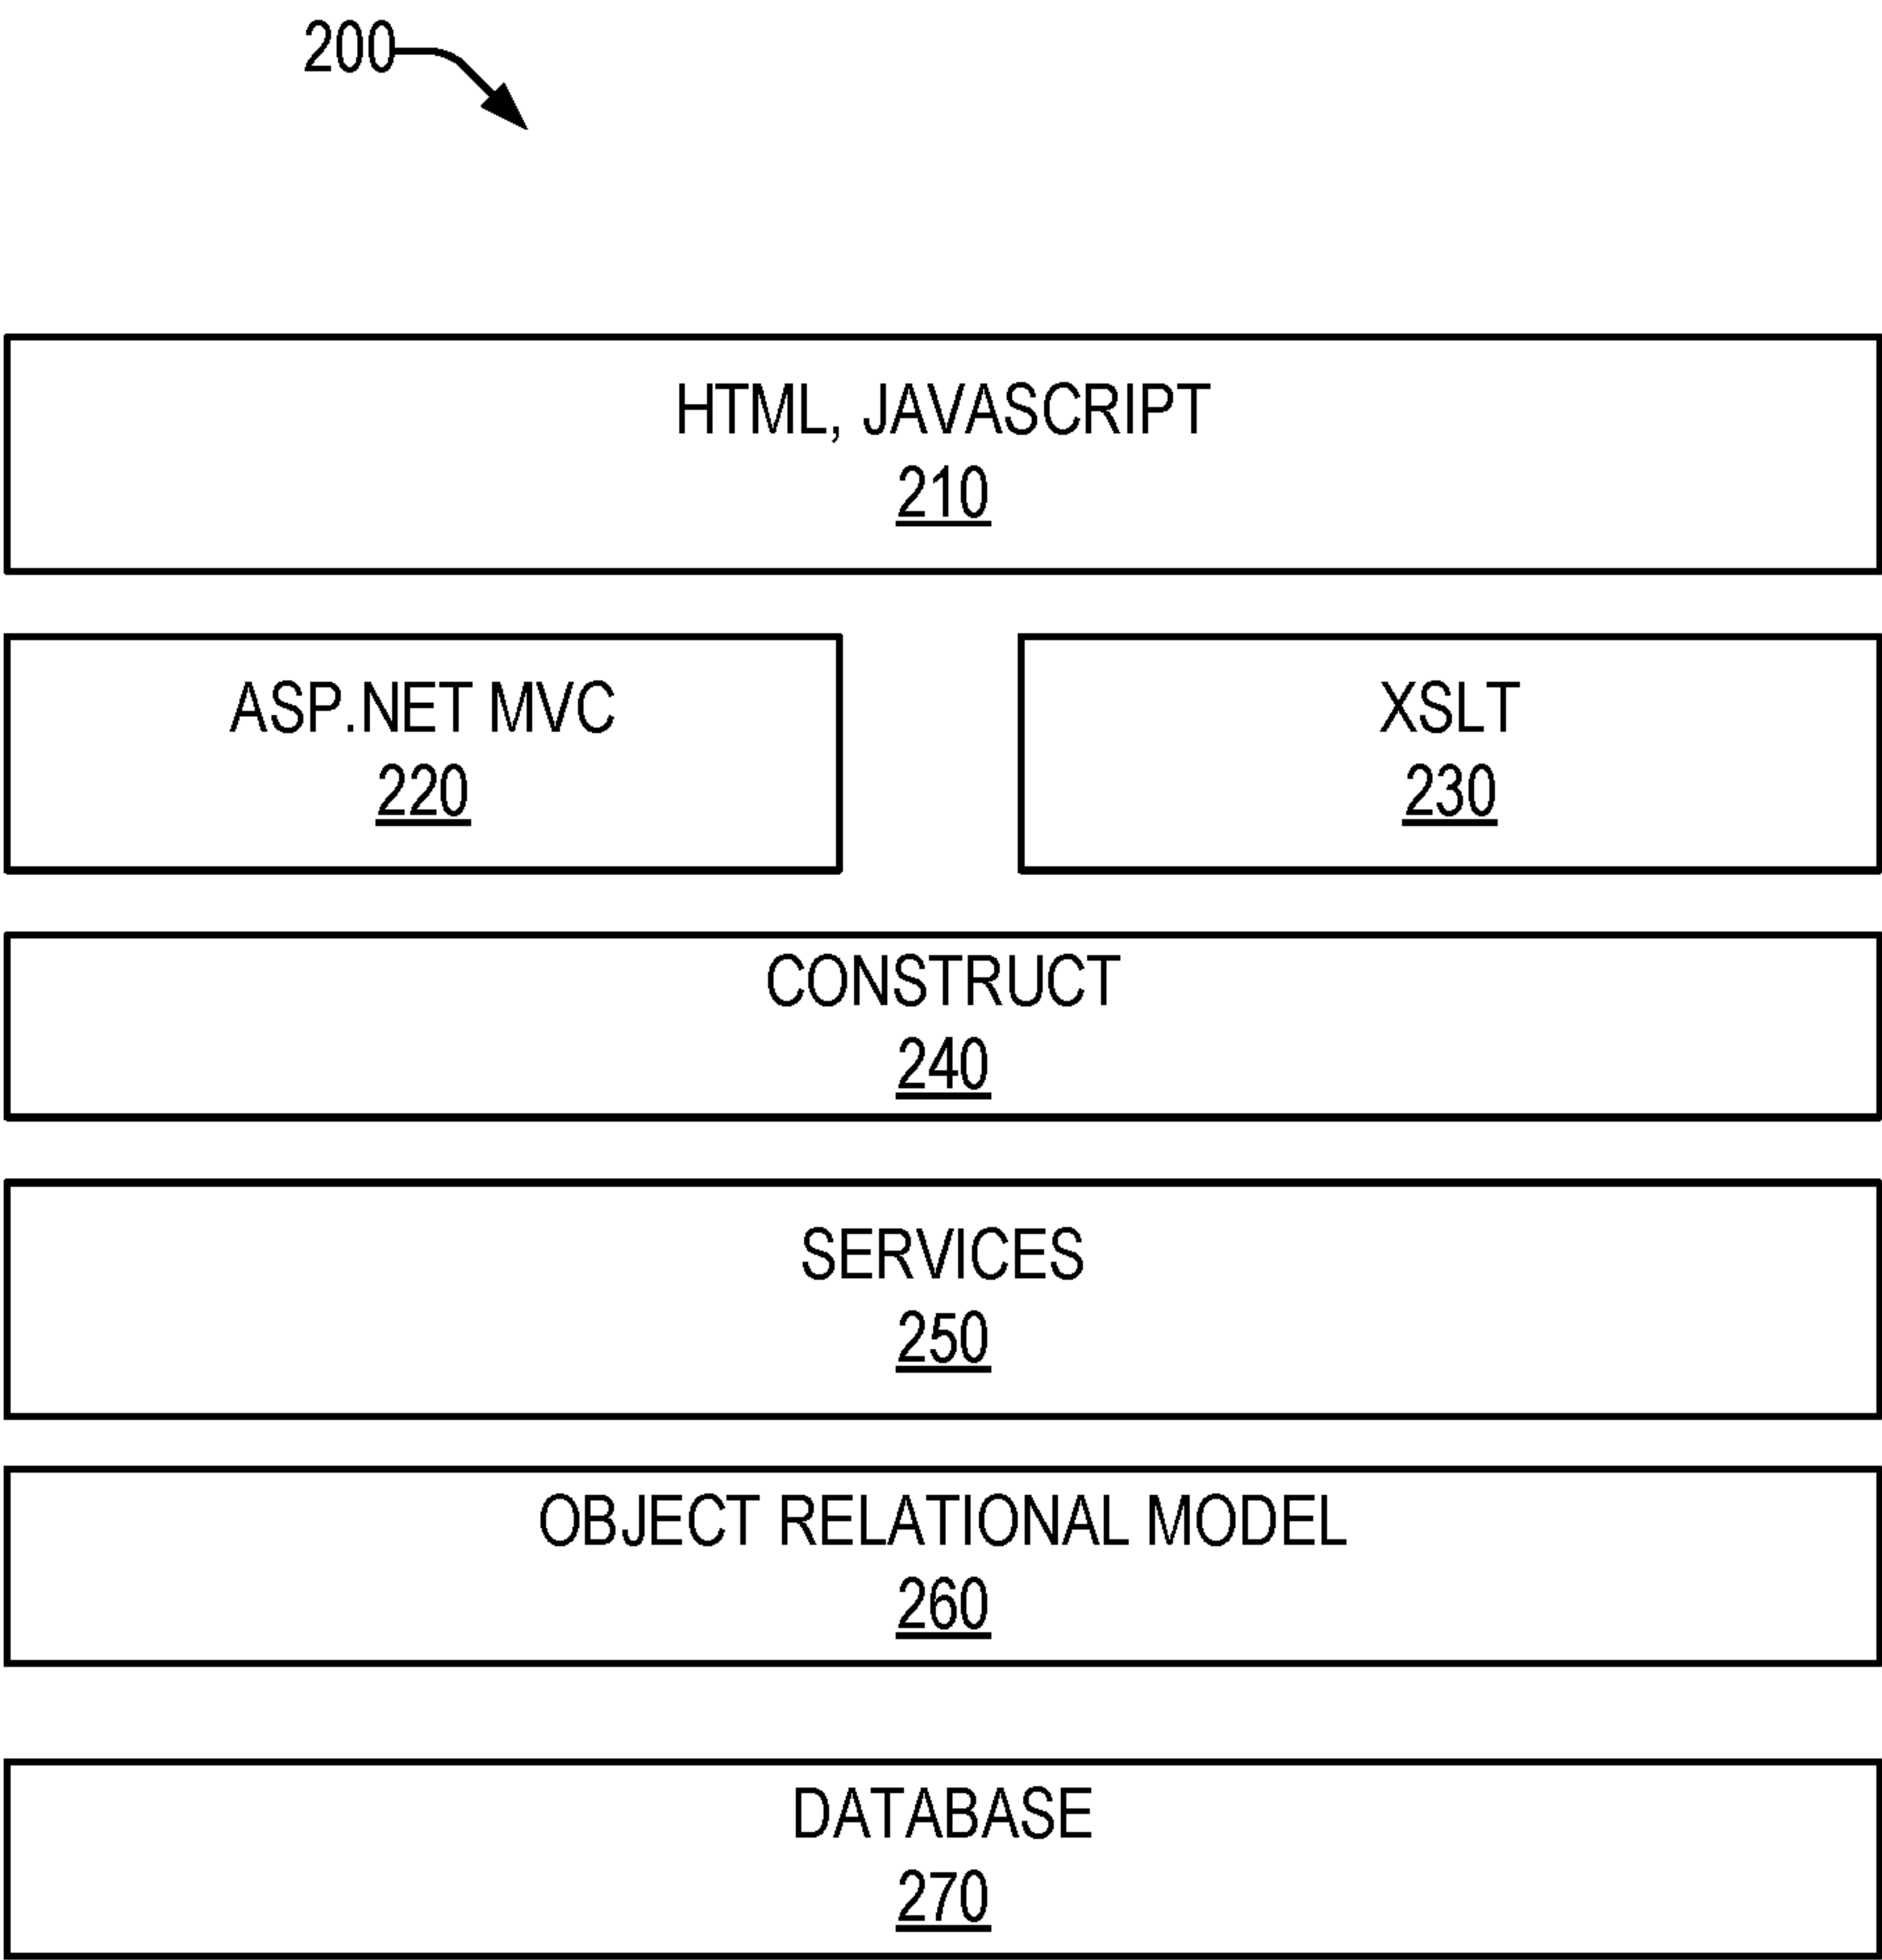 200
HTML, JAVASCRIPT
210
ASP.NET MVC
220
XSLT
230
CONSTRUCT
240
SERVICES
250
OBJECT RELATIONAL MODEL
260
DATABASE
270